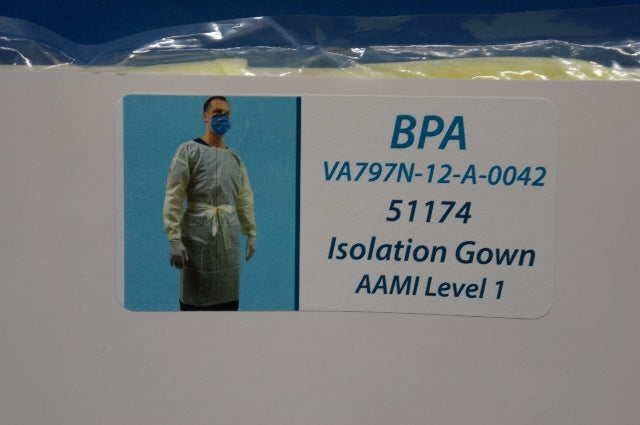 BPA
VA797N-12-A-0042
51174
Isolation Gown
AAMI Level 1